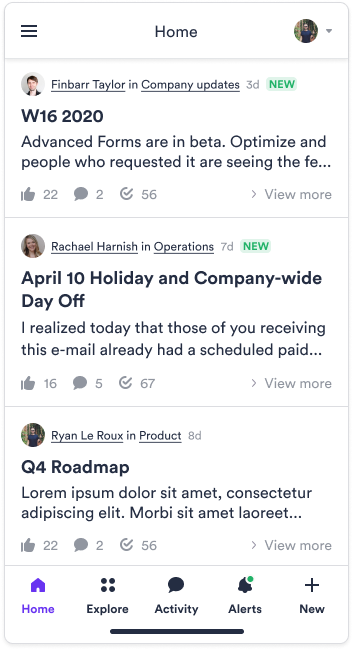 Home
Finbarr Taylor in Company updates 3d NEW
W16 2020
Advanced Forms are in beta. Optimize and
people who requested it are seeing the fe...
22 2 56 View more
Rachael Harnish in Operations 7d NEW
April 10 Holiday and Company-wide
Day Off
I realized today that those of you receiving
this e-mail already had a scheduled paid...
16 5 67 View more
Ryan Le Roux in Product 8d
Q4 Roadmap
Lorem ipsum dolor sit amet, consectetur
adipiscing elit. Morbi sit amet laoreet...
22 2 56 View more
Home Explore Activity Alerts New